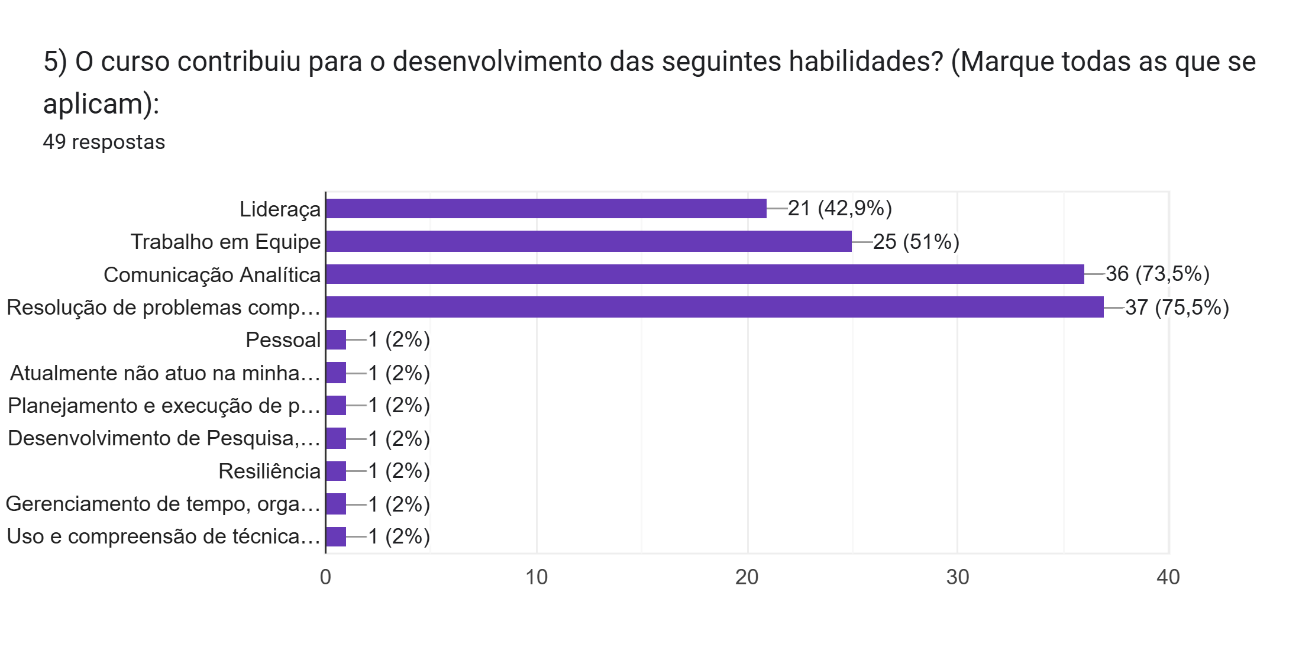 5) O curso contribuiu para o desenvolvimento das seguintes habilidades? (Marque todas as que se
aplicam):
49 respostas
Lideraça 21 (42,9%)
Trabalho em Equipe 25 (51%)
Comunicação Analítica 36 (73,5%)
Resolução de problemas comp… 37 (75,5%)
Pessoal 1 (2%)
Atualmente não atuo na minha… 1 (2%)
Planejamento e execução de p… 1 (2%)
Desenvolvimento de Pesquisa,… 1 (2%)
Resiliência 1 (2%)
Gerenciamento de tempo, orga… 1 (2%)
Uso e compreensão de técnica… 1 (2%)
0 10 20 30 40